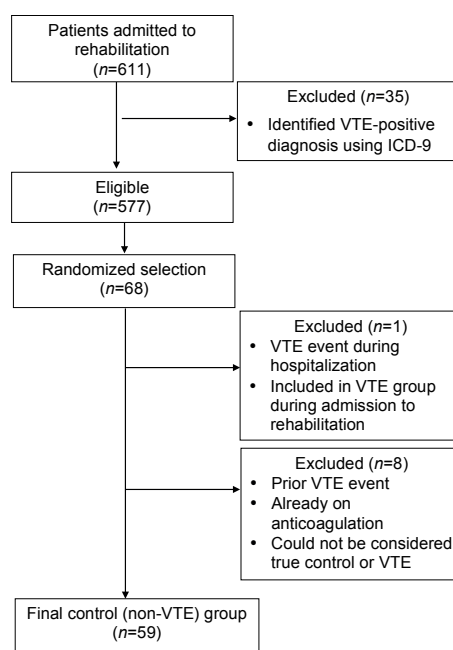 Patients admitted to
rehabilitation
(n=611)
Excluded (n=35)
• Identified VTE-positive
diagnosis using ICD-9
Eligible
(n=577)
Randomized selection
(n=68)
Excluded (n=1)
• VTE event during
hospitalization
• Included in VTE group
during admission to
rehabilitation
Excluded (n=8)
• Prior VTE event
• Already on
anticoagulation
• Could not be considered
true control or VTE
Final control (non-VTE) group
(n=59)